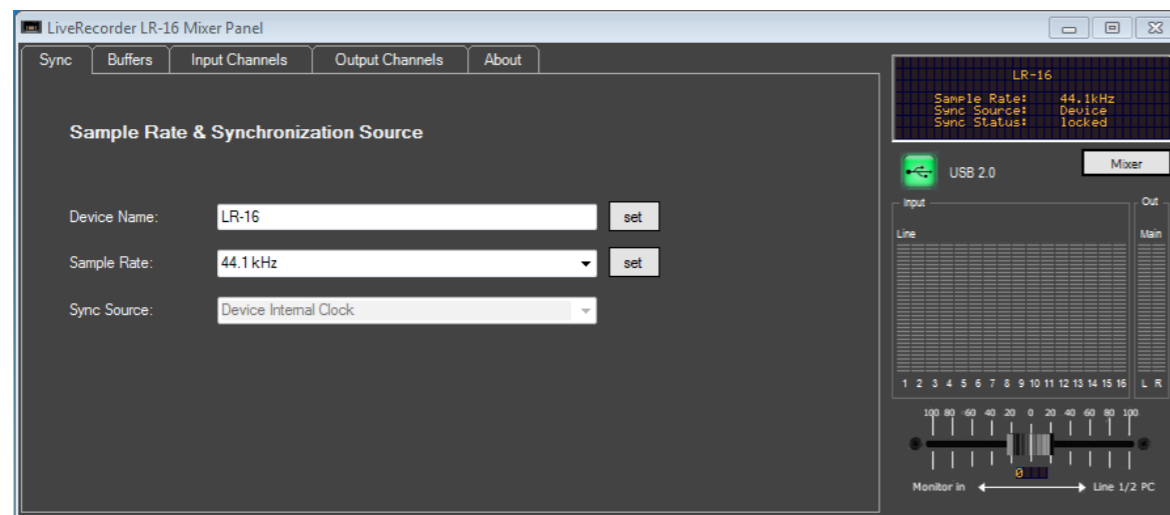 LiveRecorder LR-16 Mixer Panel
Sync Buffers Input Channels Output Channels About
Sample Rate & Synchronization Source
Device Name: LR-16 set
Sample Rate: 44.1 kHz set
Sync Source: Device Internal Clock
LR-16
Sample Rate: 44.1kHz
Sync Source: Device
Sync Status: locked
USB 2.0 Mixer
Input Out
Line Main
1 2 3 4 5 6 7 8 9 10 11 12 13 14 15 16 L R
100 80 60 40 20 0 20 40 60 80 100
0
Monitor in Line 1/2 PC